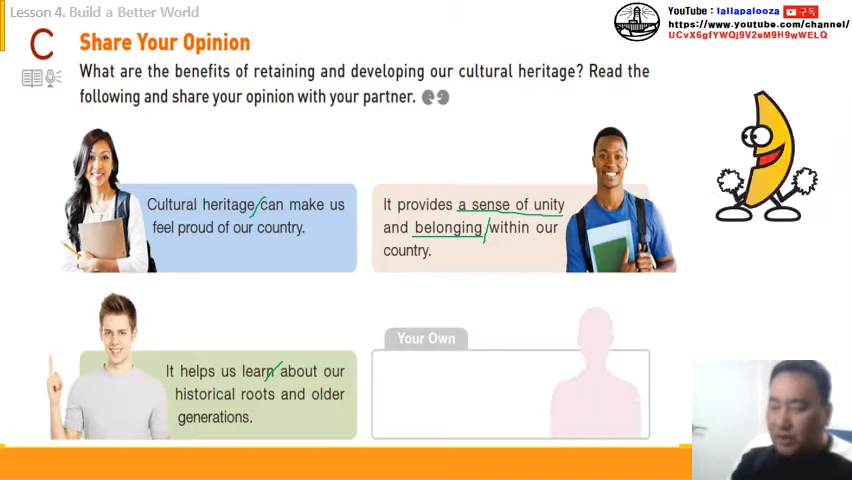 Lesson 4. Build a Better World
YouTube : lallapalooza 구독
https://www.youtube.com/channel/
UCvX6gfYWQj9V2eM9H9wWELQ
C Share Your Opinion
What are the benefits of retaining and developing our cultural heritage? Read the
following and share your opinion with your partner.
Cultural heritage can make us
feel proud of our country.
It provides a sense of unity
and belonging within our
country.
It helps us learn about our
historical roots and older
generations.
Your Own